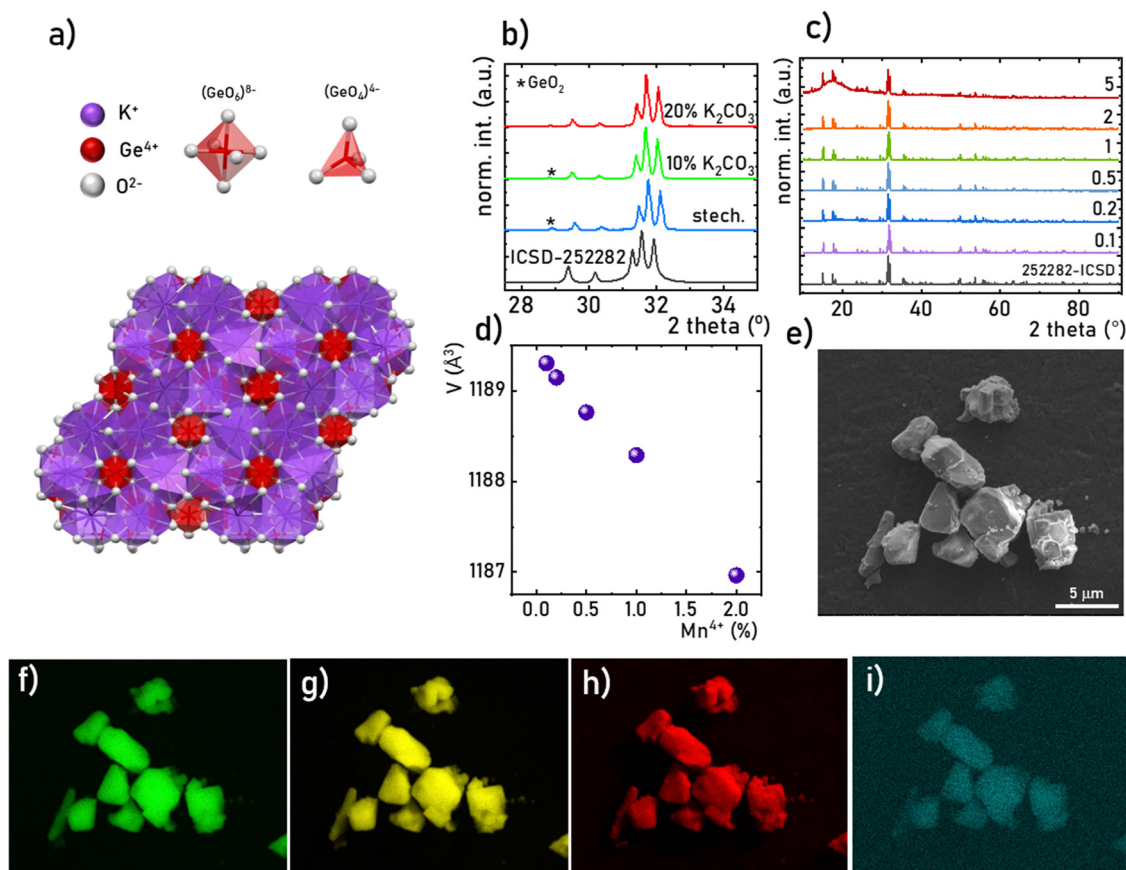 a)
(GeO₆)⁸⁻
(GeO₄)⁴⁻
K⁺
Ge⁴⁺
O²⁻
b)
norm. int. (a.u.)
*GeO₂
20% K₂CO₃
*
10% K₂CO₃
*
stech.
ICSD-252282
28
30
32
34
2 theta (°)
c)
norm. int. (a.u.)
5
2
1
0.5
0.2
0.1
252282-ICSD
20
40
60
80
2 theta (°)
d)
V (Å³)
1189
1188
1187
0.0
0.5
1.0
1.5
2.0
Mn⁴⁺(%)
e)
5 μm
f)
g)
h)
i)